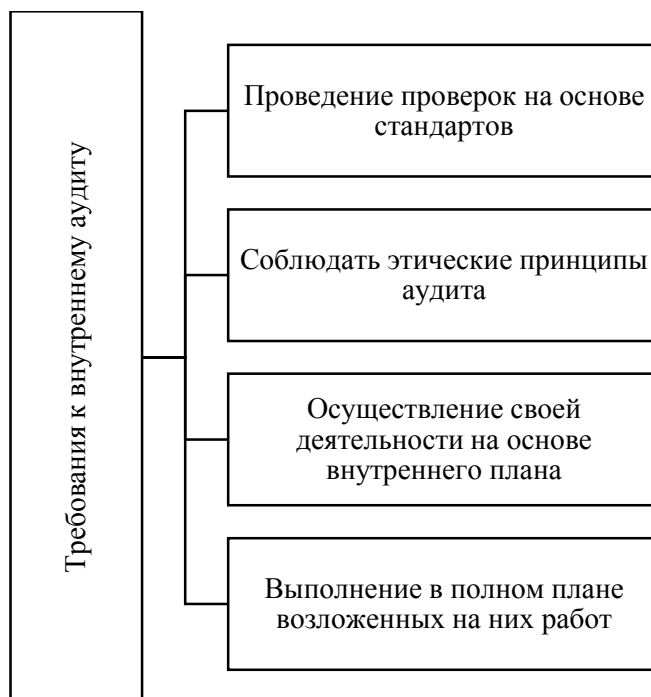 Требования к внутреннему аудиту
Проведение проверок на основе
стандартов
Соблюдать этические принципы
аудита
Осуществление своей
деятельности на основе
внутреннего плана
Выполнение в полном плане
возложенных на них работ